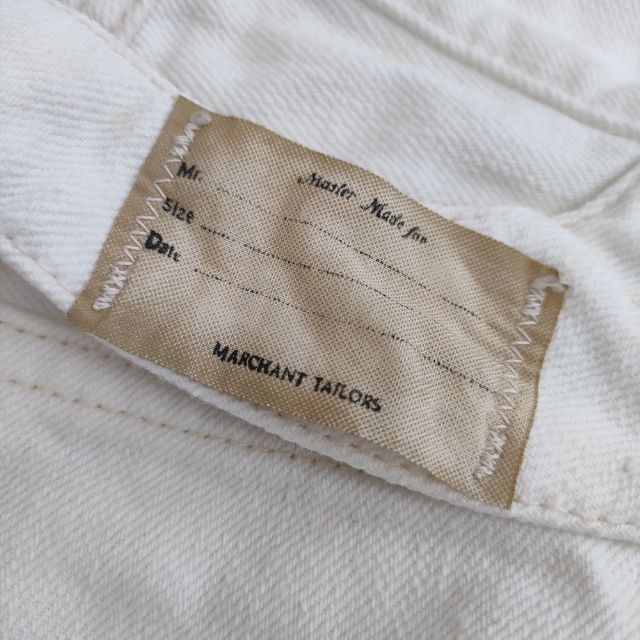 Master Made for
Mr.
Size
Date
MARCHANT TAILORS